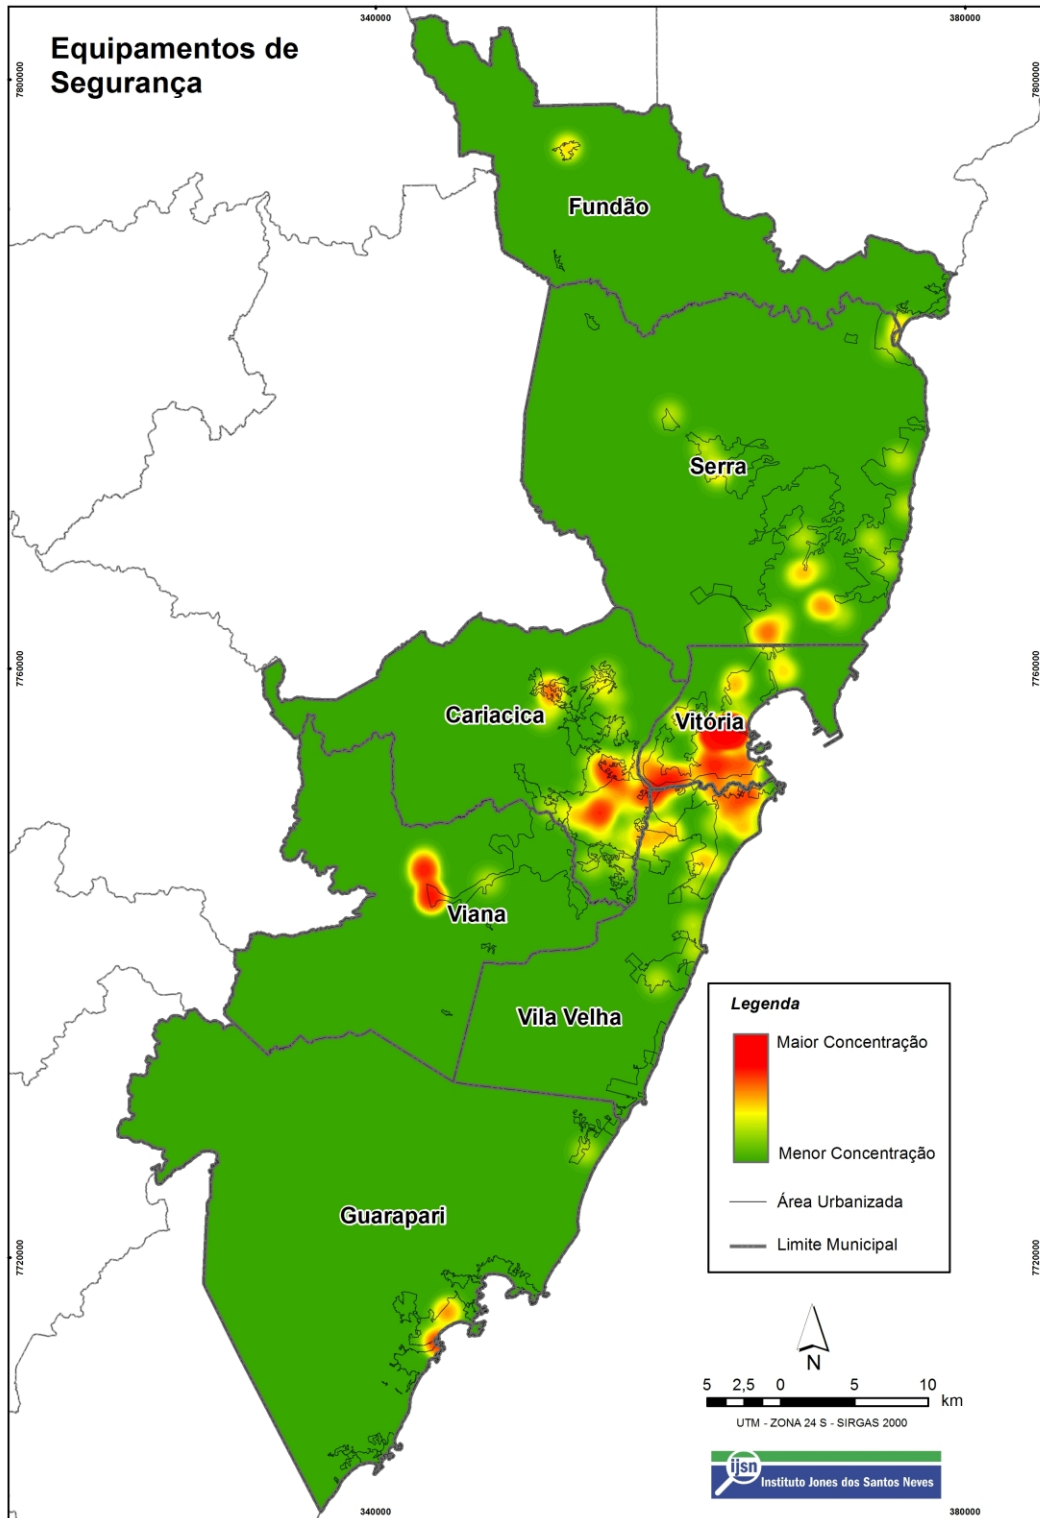 340000
380000
Equipamentos de
Segurança
7800000
7800000
Fundão
Serra
7760000
7760000
Cariacica
Vitória
Viana
Vila Velha
Legenda
Maior Concentração
Menor Concentração
Área Urbanizada
Limite Municipal
Guarapari
7720000
7720000
N
5 2,5 0 5 10
km
UTM - ZONA 24 S - SIRGAS 2000
ijsn
Instituto Jones dos Santos Neves
340000
380000